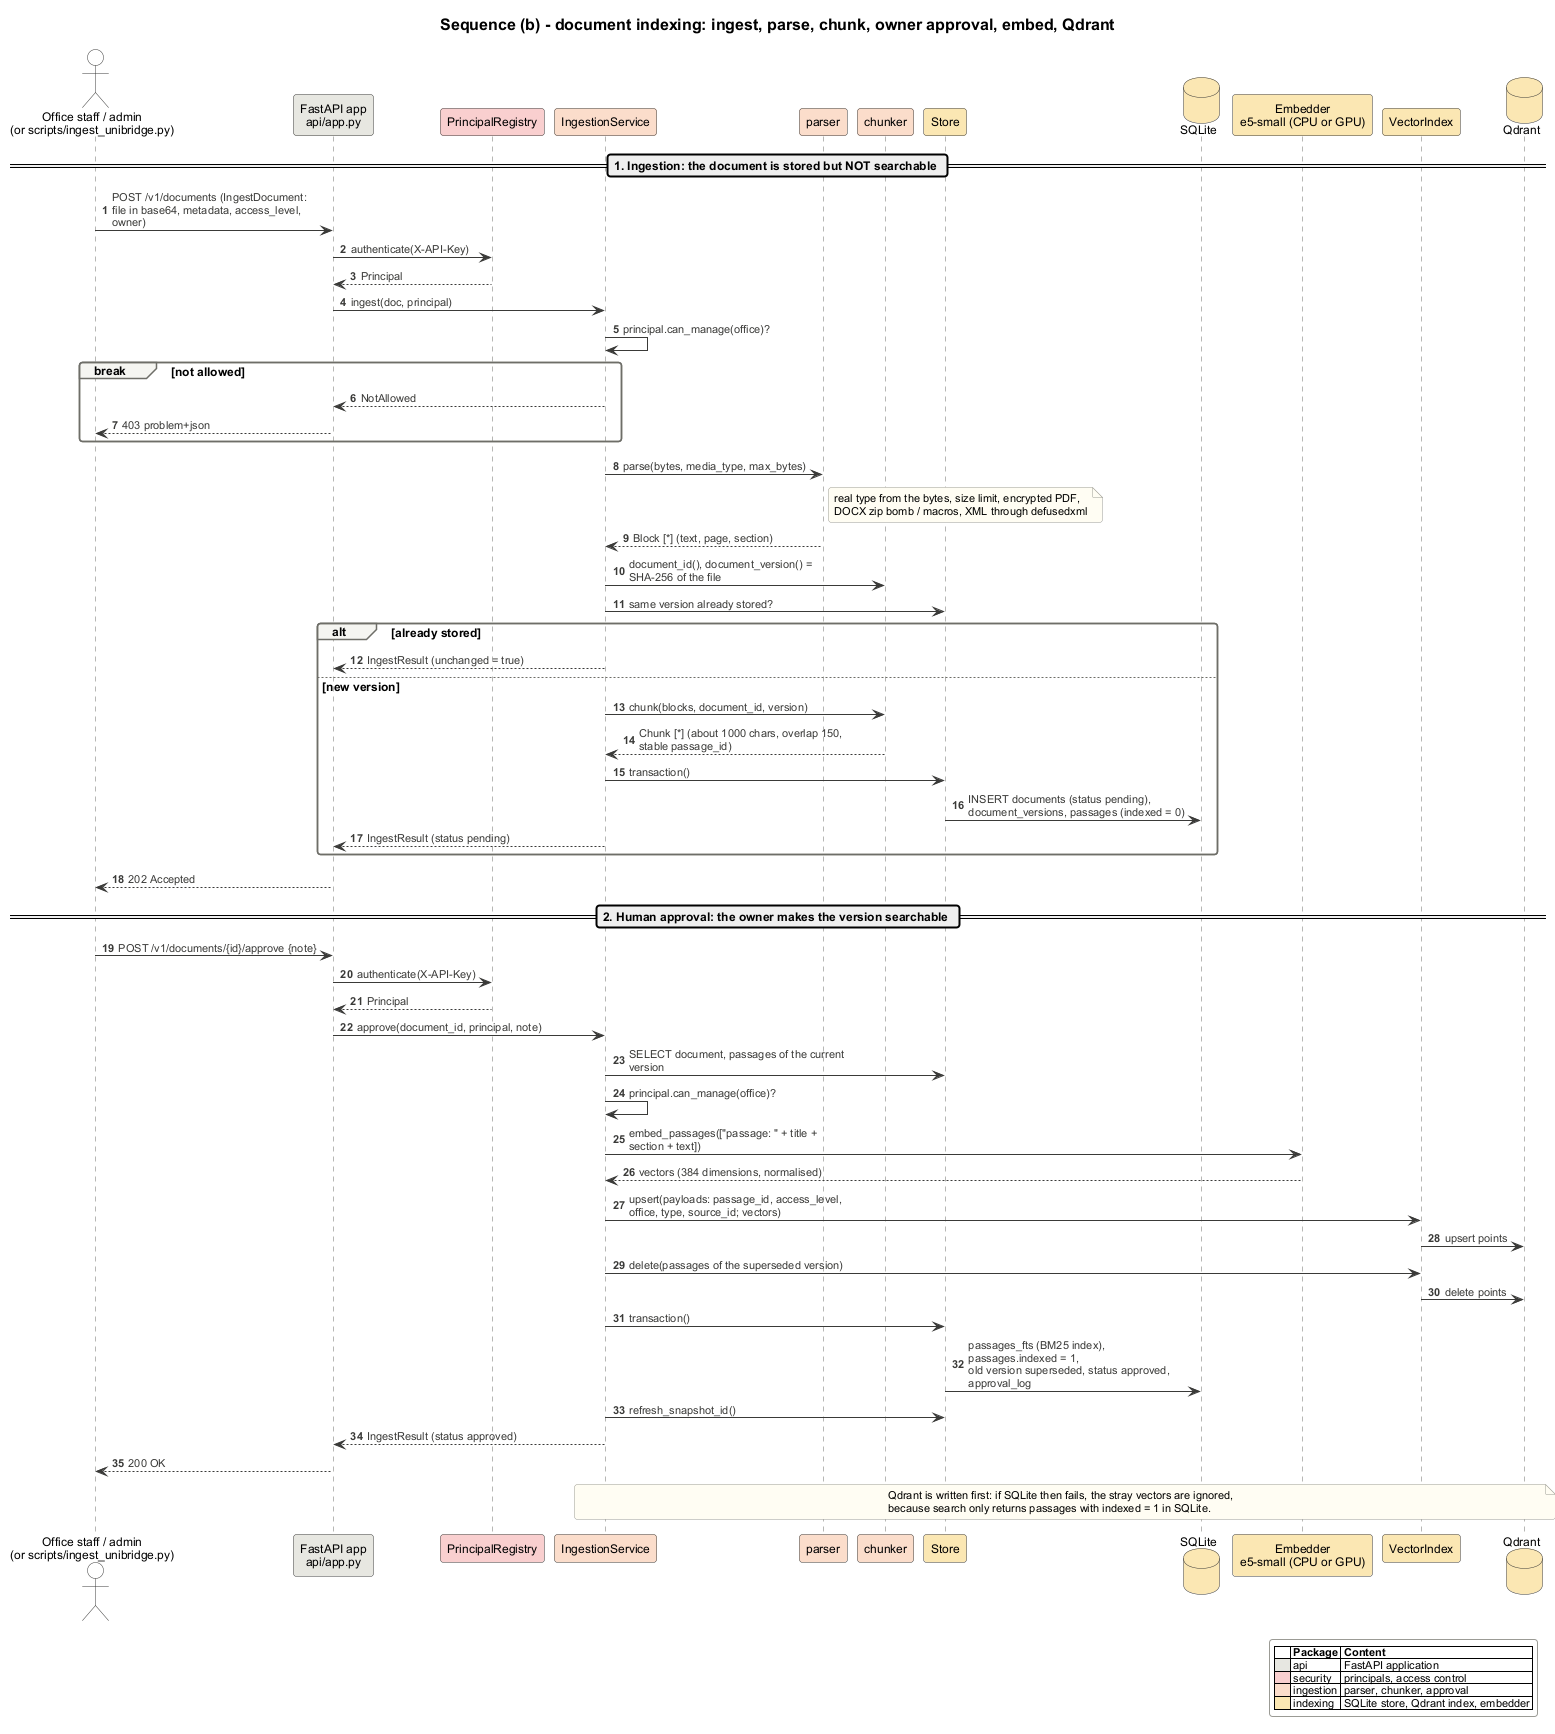 Sequence (b) - document indexing: ingest, parse, chunk, owner approval, embed, Qdrant
Office staff / admin
(or scripts/ingest_unibridge.py)
FastAPI app
api/app.py
PrincipalRegistry
IngestionService
parser
chunker
Store
SQLite
Embedder
e5-small (CPU or GPU)
VectorIndex
Qdrant
1. Ingestion: the document is stored but NOT searchable
1 POST /v1/documents (IngestDocument:
file in base64, metadata, access_level,
owner)
2 authenticate(X-API-Key)
3 Principal
4 ingest(doc, principal)
5 principal.can_manage(office)?
break [not allowed]
6 NotAllowed
7 403 problem+json
8 parse(bytes, media_type, max_bytes)
real type from the bytes, size limit, encrypted PDF,
DOCX zip bomb / macros, XML through defusedxml
9 Block [*] (text, page, section)
10 document_id(), document_version() =
SHA-256 of the file
11 same version already stored?
alt [already stored]
12 IngestResult (unchanged = true)
[new version]
13 chunk(blocks, document_id, version)
14 Chunk [*] (about 1000 chars, overlap 150,
stable passage_id)
15 transaction()
16 INSERT documents (status pending),
document_versions, passages (indexed = 0)
17 IngestResult (status pending)
18 202 Accepted
2. Human approval: the owner makes the version searchable
19 POST /v1/documents/{id}/approve {note}
20 authenticate(X-API-Key)
21 Principal
22 approve(document_id, principal, note)
23 SELECT document, passages of the current
version
24 principal.can_manage(office)?
25 embed_passages(["passage: " + title +
section + text])
26 vectors (384 dimensions, normalised)
27 upsert(payloads: passage_id, access_level,
office, type, source_id; vectors)
28 upsert points
29 delete(passages of the superseded version)
30 delete points
31 transaction()
32 passages_fts (BM25 index),
passages.indexed = 1,
old version superseded, status approved,
approval_log
33 refresh_snapshot_id()
34 IngestResult (status approved)
35 200 OK
Qdrant is written first: if SQLite then fails, the stray vectors are ignored,
because search only returns passages with indexed = 1 in SQLite.
Office staff / admin
(or scripts/ingest_unibridge.py)
FastAPI app
api/app.py
PrincipalRegistry
IngestionService
parser
chunker
Store
SQLite
Embedder
e5-small (CPU or GPU)
VectorIndex
Qdrant
Package Content
api FastAPI application
security principals, access control
ingestion parser, chunker, approval
indexing SQLite store, Qdrant index, embedder